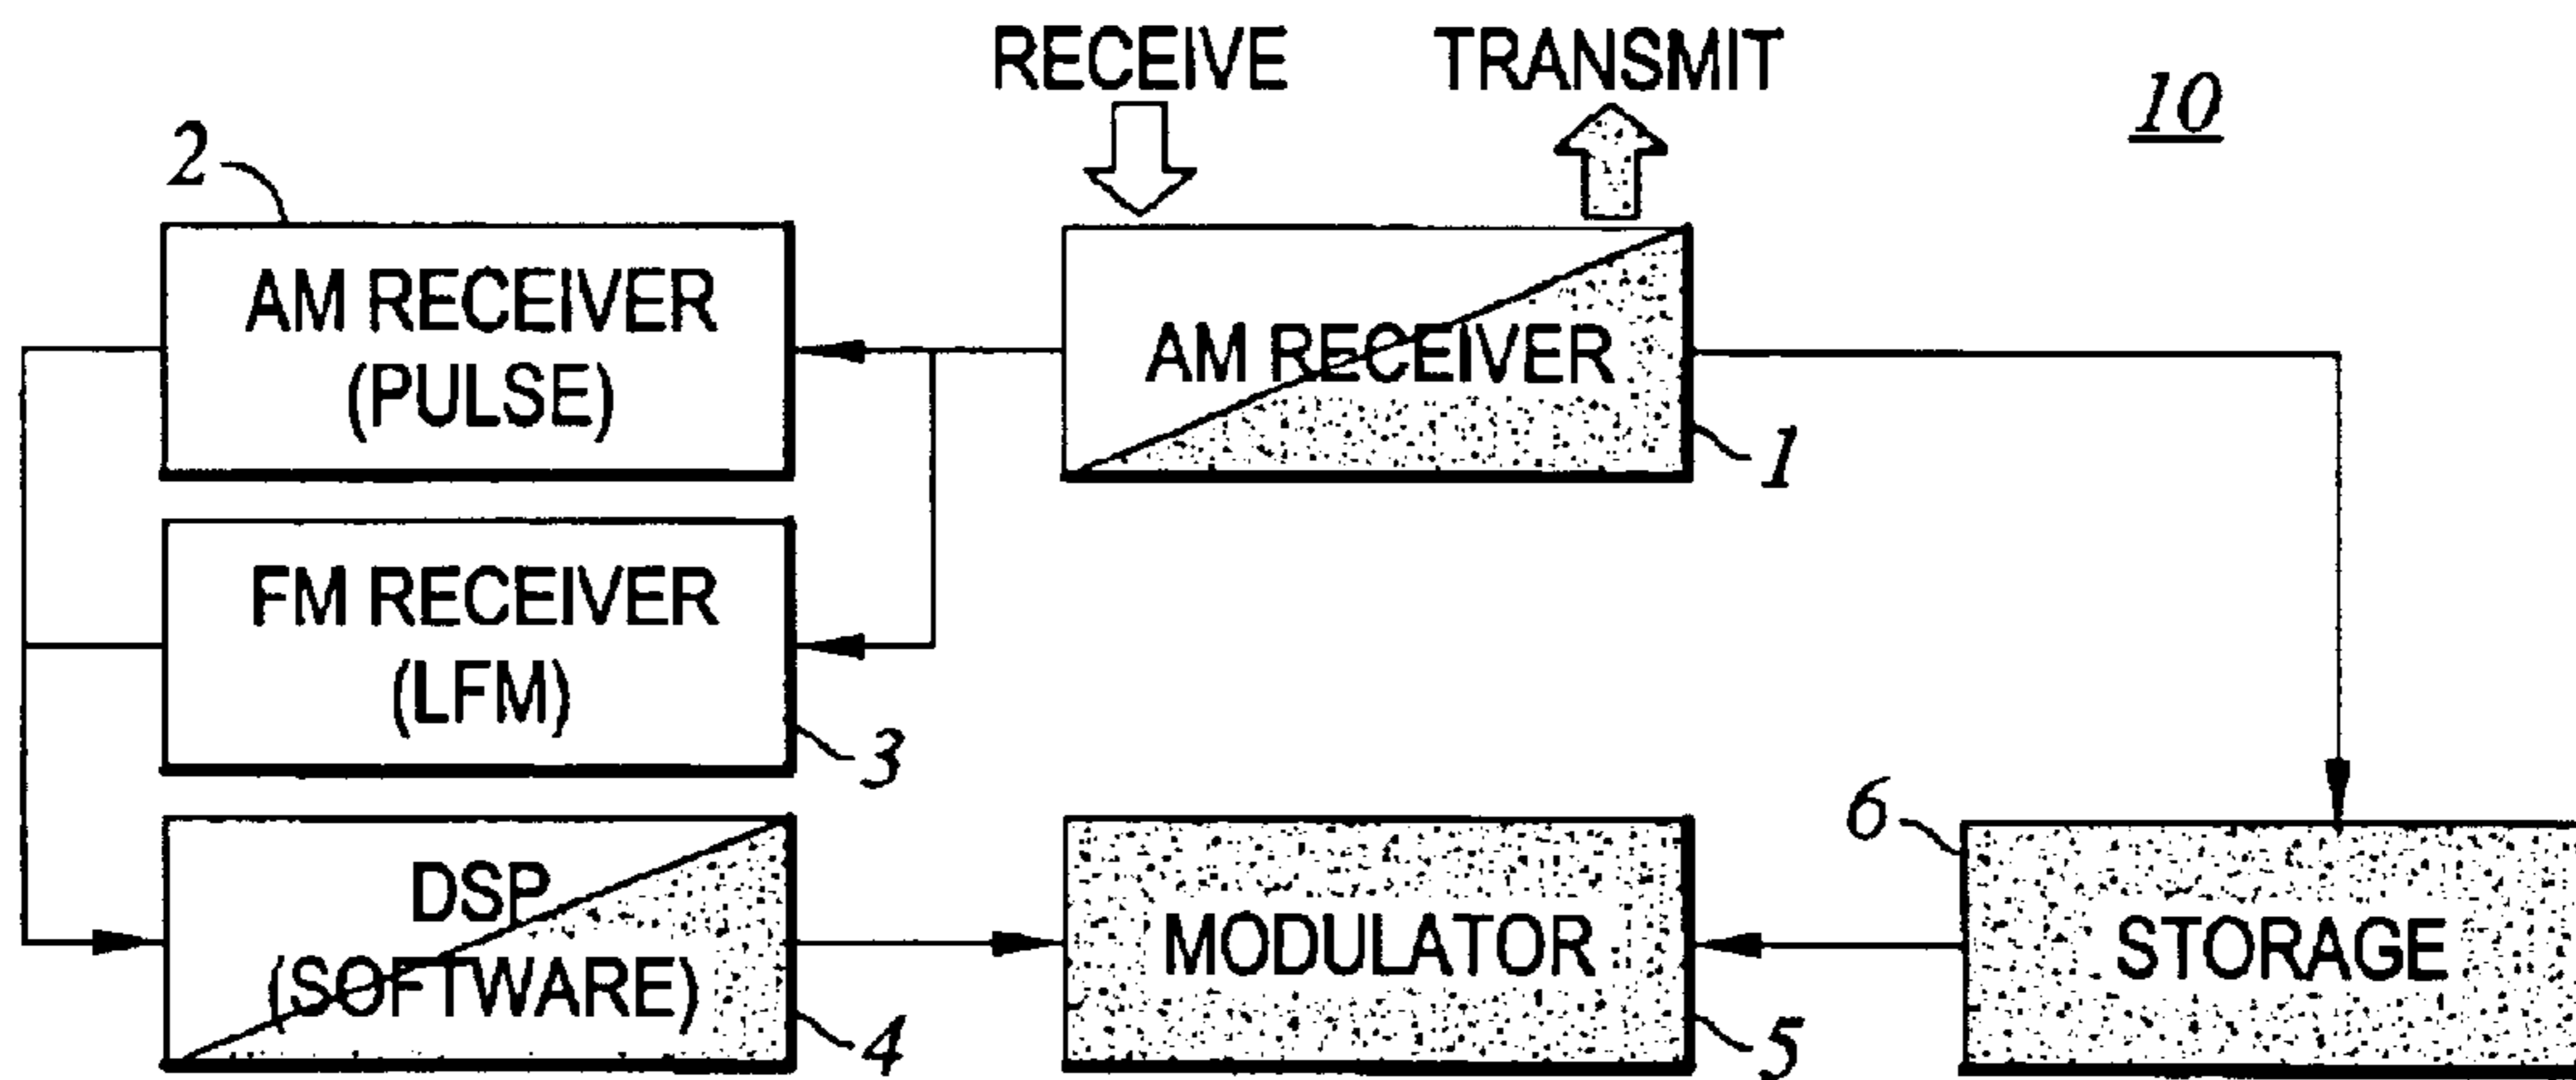 RECEIVE TRANSMIT
10
2
AM RECEIVER
(PULSE)
AM RECEIVER
1
FM RECEIVER
(LFM)
3
DSP
(SOFTWARE)
4
MODULATOR
5
6
STORAGE